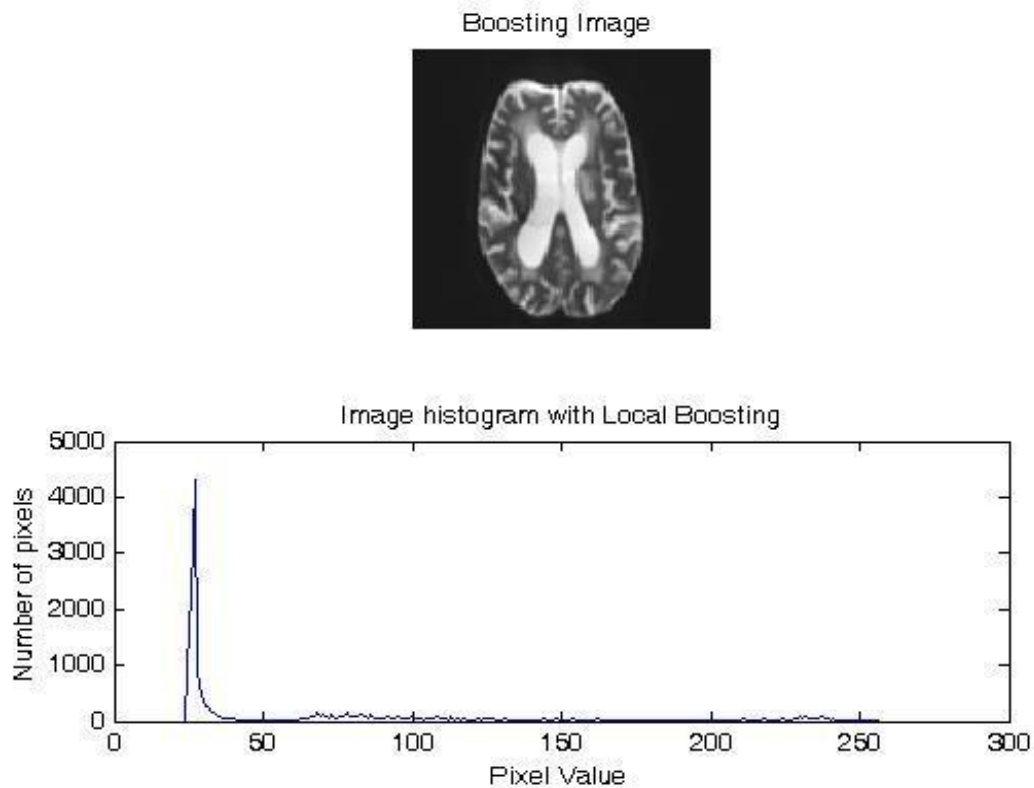 Boosting Image
Image histogram with Local Boosting
5000
4000
3000
2000
1000
0
Number of pixels
0 50 100 150 200 250 300
Pixel Value